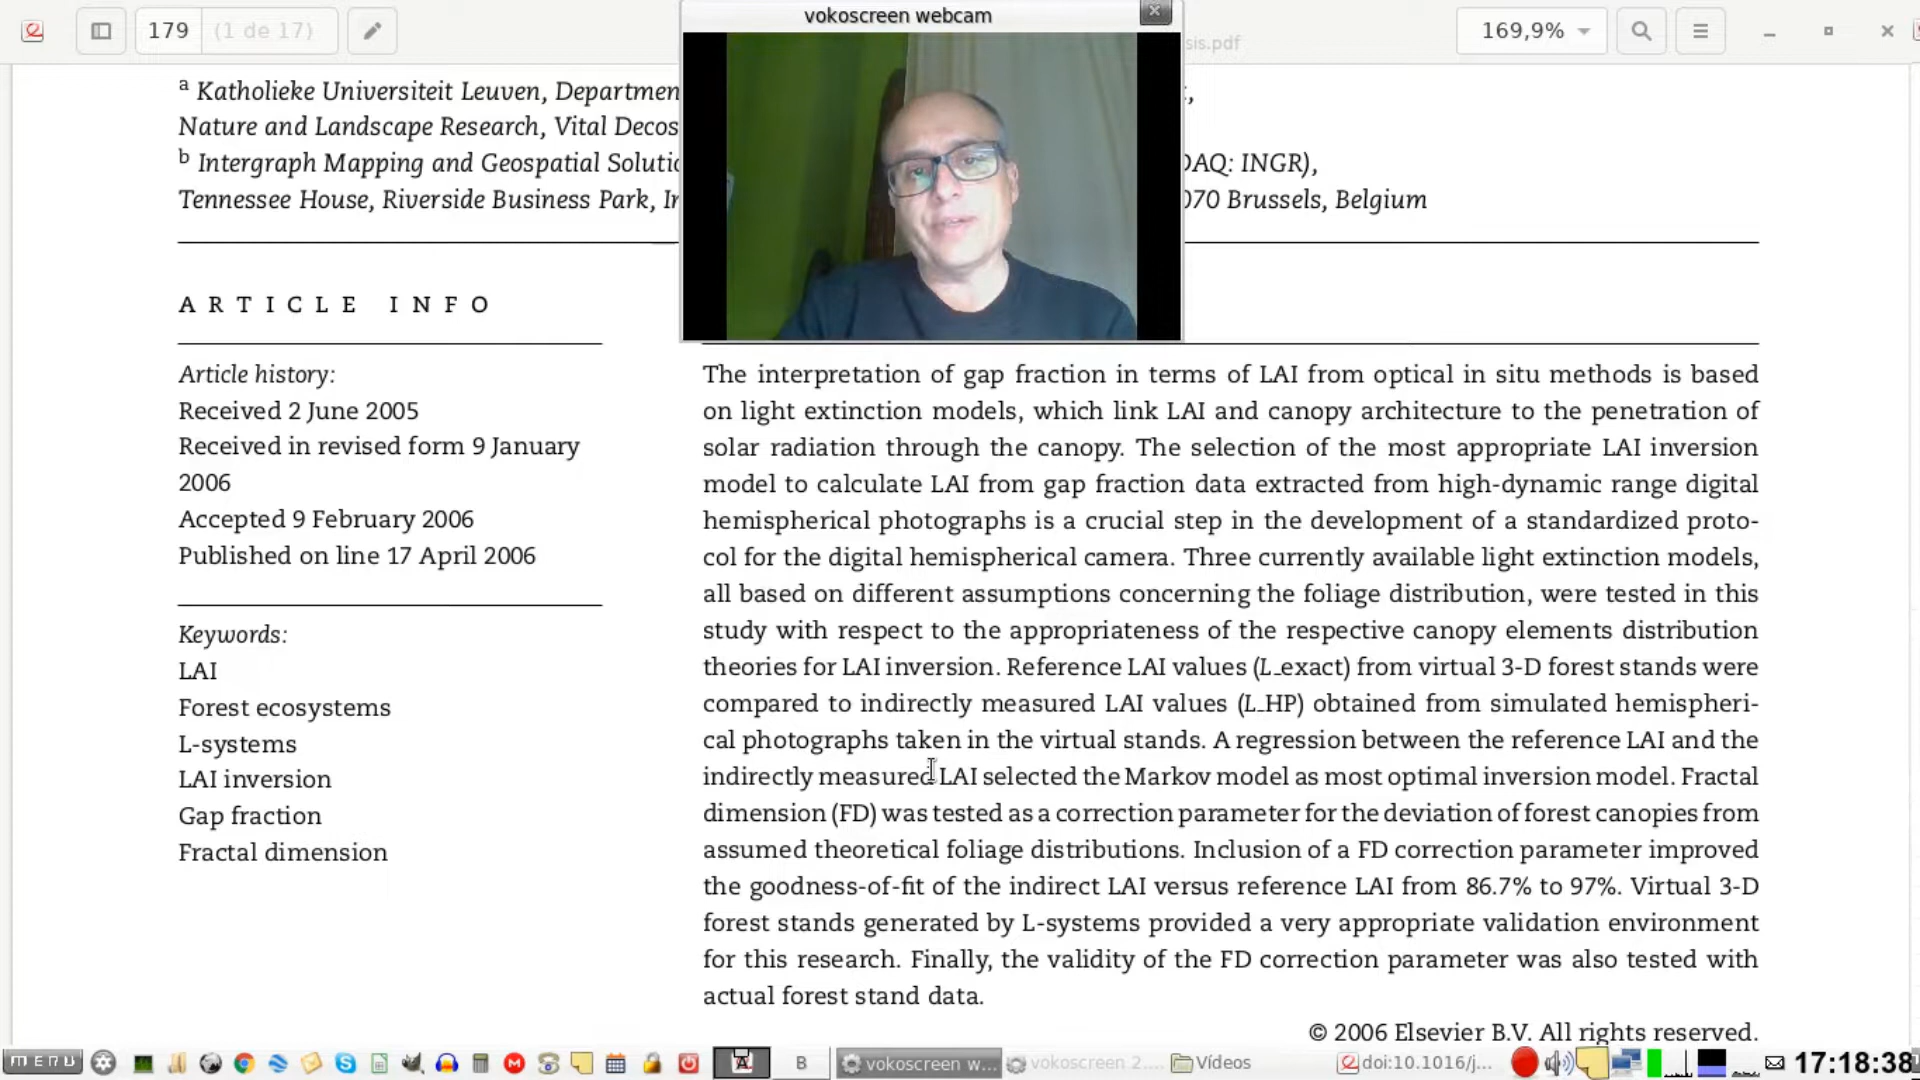 vokoscreen webcam
179 (1 de 17)
sis.pdf
169,9%
a Katholieke Universiteit Leuven,
Nature and Landscape Research, Vital
b Intergraph Mapping and Geospatial DAQ: INGR),
Tennessee House, Riverside Business Park, 070 Brussels, Belgium
ARTICLE INFO
Article history:
Received 2 June 2005
Received in revised form 9 January
2006
Accepted 9 February 2006
Published on line 17 April 2006
Keywords:
LAI
Forest ecosystems
L-systems
LAI inversion
Gap fraction
Fractal dimension
The interpretation of gap fraction in terms of LAI from optical in situ methods is based
on light extinction models, which link LAI and canopy architecture to the penetration of
solar radiation through the canopy. The selection of the most appropriate LAI inversion
model to calculate LAI from gap fraction data extracted from high-dynamic range digital
hemispherical photographs is a crucial step in the development of a standardized proto-
col for the digital hemispherical camera. Three currently available light extinction models,
all based on different assumptions concerning the foliage distribution, were tested in this
study with respect to the appropriateness of the respective canopy elements distribution
theories for LAI inversion. Reference LAI values (L_exact) from virtual 3-D forest stands were
compared to indirectly measured LAI values (L_HP) obtained from simulated hemispheri-
cal photographs taken in the virtual stands. A regression between the reference LAI and the
indirectly measured LAI selected the Markov model as most optimal inversion model. Fractal
dimension (FD) was tested as a correction parameter for the deviation of forest canopies from
assumed theoretical foliage distributions. Inclusion of a FD correction parameter improved
the goodness-of-fit of the indirect LAI versus reference LAI from 86.7% to 97%. Virtual 3-D
forest stands generated by L-systems provided a very appropriate validation environment
for this research. Finally, the validity of the FD correction parameter was also tested with
actual forest stand data.
© 2006 Elsevier B.V. All rights reserved.
MENU B vokoscreen w... vokoscreen 2.... Vídeos doi:10.1016/j... 17:18:38